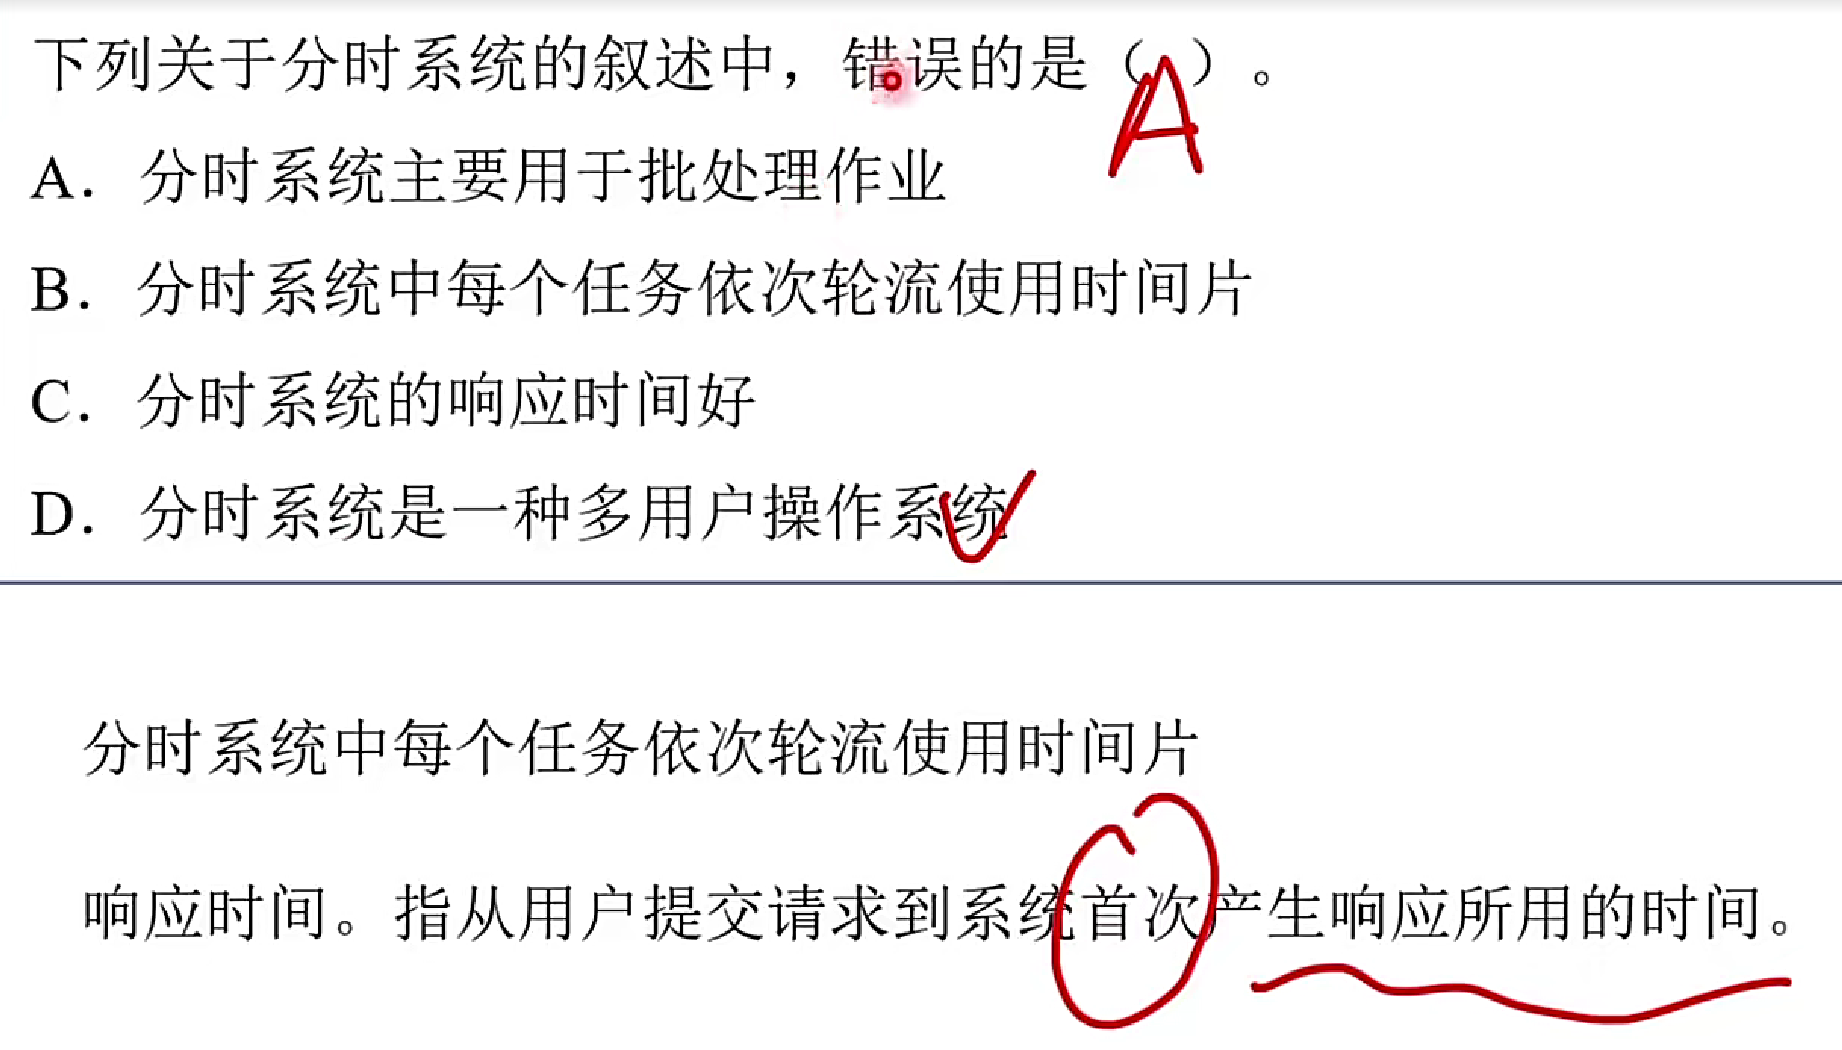 下列关于分时系统的叙述中，错误的是（A）。
A．分时系统主要用于批处理作业
B．分时系统中每个任务依次轮流使用时间片
C．分时系统的响应时间好
D．分时系统是一种多用户操作系统
分时系统中每个任务依次轮流使用时间片
响应时间。指从用户提交请求到系统首次产生响应所用的时间。